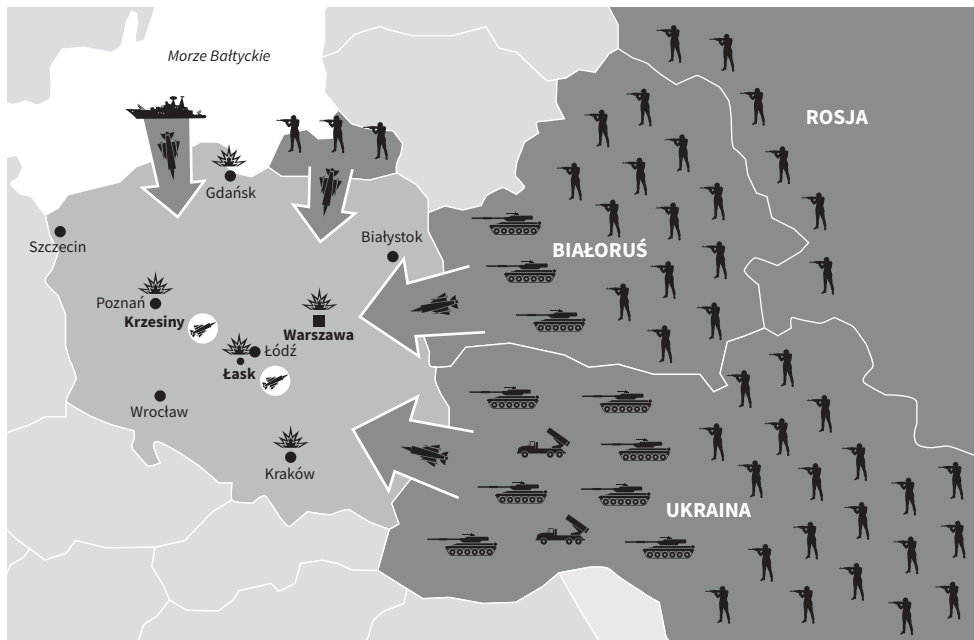 Morze Bałtyckie
ROSJA
Gdańsk
Szczecin
Białystok
BIAŁORUŚ
Poznań
Krzesiny
Warszawa
Łódź
Łask
Wrocław
Kraków
UKRAINA